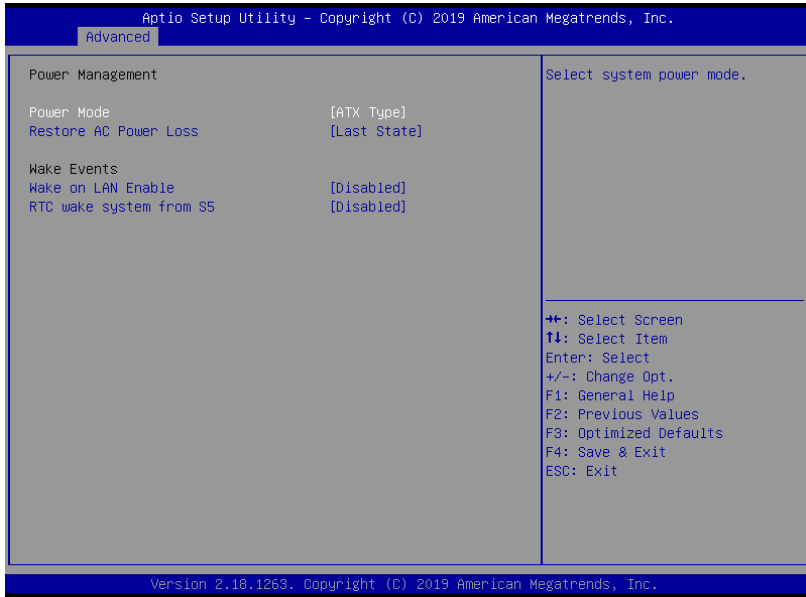 Aptio Setup Utility – Copyright (C) 2019 American Megatrends, Inc.
Advanced
Power Management
Power Mode [ATX Type]
Restore AC Power Loss [Last State]
Wake Events
Wake on LAN Enable [Disabled]
RTC wake system from S5 [Disabled]
Select system power mode.
→←: Select Screen
↑↓: Select Item
Enter: Select
+/-: Change Opt.
F1: General Help
F2: Previous Values
F3: Optimized Defaults
F4: Save & Exit
ESC: Exit
Version 2.18.1263. Copyright (C) 2019 American Megatrends, Inc.